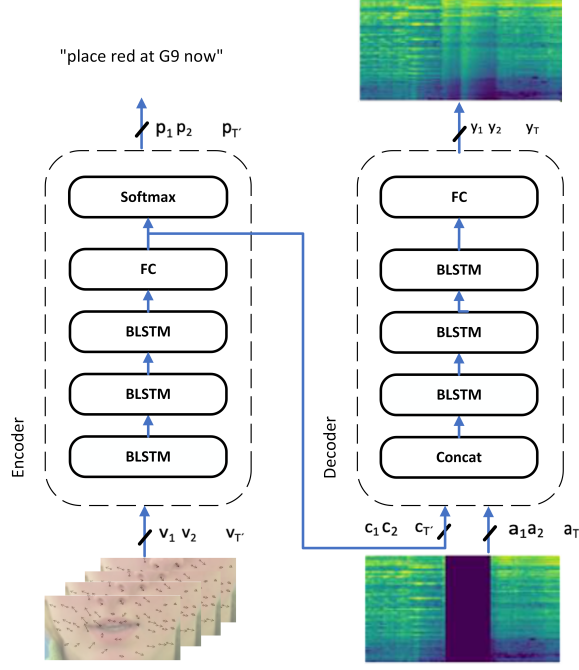 "place red at G9 now"
p1 p2 pT′
Softmax
FC
BLSTM
BLSTM
BLSTM
Encoder
v1 v2 vT′
y1 y2 yT
FC
BLSTM
BLSTM
BLSTM
Concat
Decoder
c1 c2 cT′
a1 a2 aT